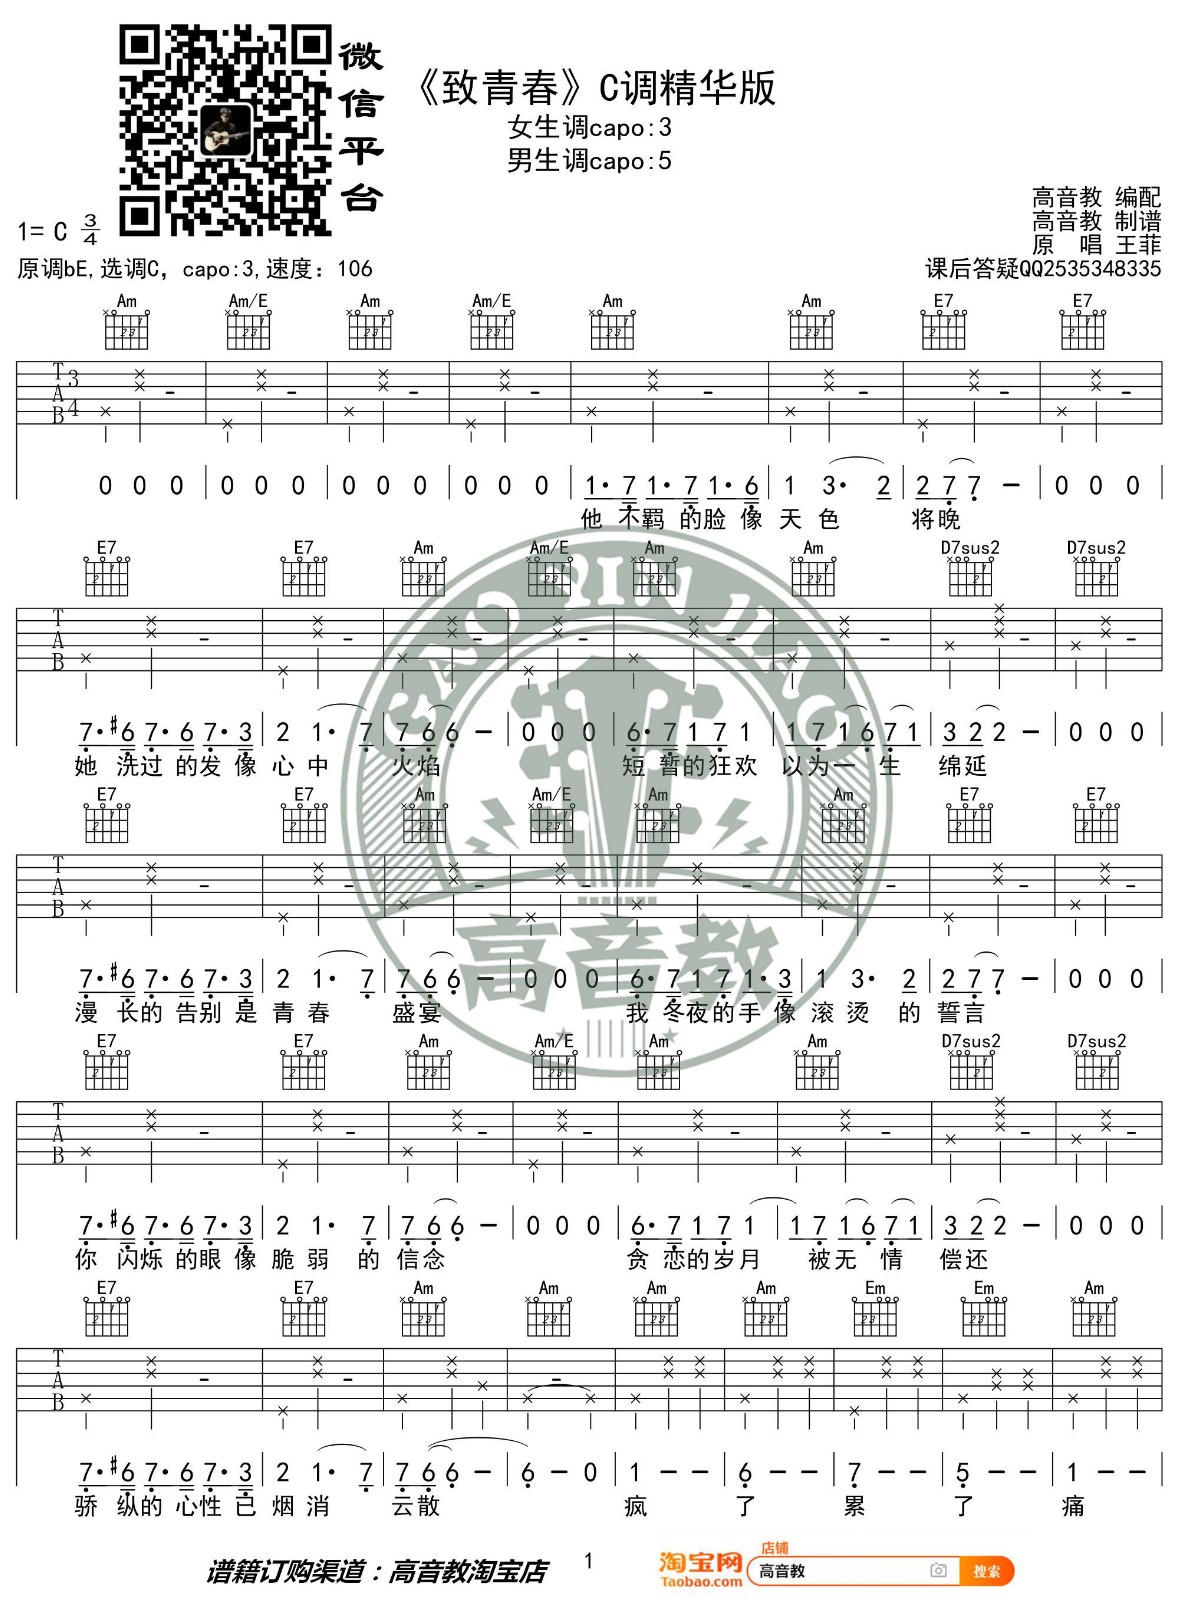 微信平台
《致青春》C调精华版
女生调capo:3
男生调capo:5
高音教 编配
高音教 制谱
原 唱 王菲
1= C 3/4
原调bE,选调C, capo:3,速度: 106
课后答疑QQ2535348335
Am Am/E Am Am/E Am Am E7 E7
T A B 3 4
0 0 0 | 0 0 0 | 0 0 0 | 0 0 0 | 1· 7 1· 7 1· 6 | 1 3· 2 | 2 7 7 - | 0 0 0
他 不羁 的脸 像 天 色 将晚
E7 E7 Am Am/E Am Am D7sus2 D7sus2
T A B
7· #6 7· 6 7· 3 | 2 1· 7 | 7 6 6 - | 0 0 0 | 6· 7 1 7 1 | 1 7 1 6 7 1 | 3 2 2 - | 0 0 0
她 洗过 的发 像 心中 火焰 短 暂的狂欢 以为一 生 绵延
E7 E7 Am Am/E Am Am E7 E7
T A B
7· #6 7· 6 7· 3 | 2 1· 7 | 7 6 6 - | 0 0 0 | 6· 7 1 7 1· 3 | 1 3· 2 | 2 7 7 - | 0 0 0
漫 长的 告别 是 青春 盛宴 我 冬夜的手像 滚 烫 的 誓言
E7 E7 Am Am/E Am Am D7sus2 D7sus2
T A B
7· #6 7· 6 7· 3 | 2 1· 7 | 7 6 6 - | 0 0 0 | 6· 7 1 7 1 | 1 7 1 6 7 1 | 3 2 2 - | 0 0 0
你 闪烁 的眼 像 脆弱 的 信念 贪 恋的岁月 被无 情 偿还
E7 E7 Am Am Am Am Em Em Am
T A B
7· #6 7· 6 7· 3 | 2 1· 7 | 7 6 6 - | 6 - 0 | 1 - - | 6 - - | 7 - - | 5 - - | 1 - -
骄 纵的 心性 已 烟消 云散 疯 了 累 了 痛
GAO YIN JIAO
高音教
谱籍订购渠道：高音教淘宝店
1
淘宝网
Taobao.com
店铺
高音教
搜索